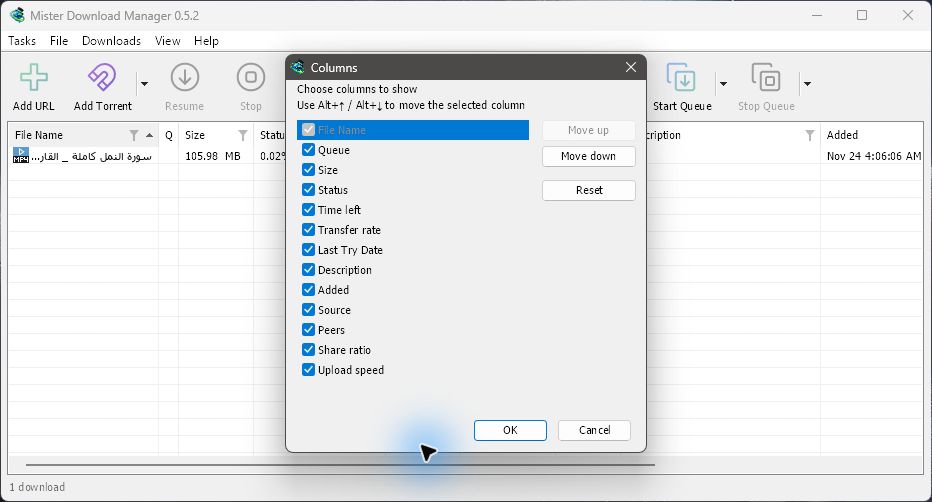 Mister Download Manager 0.5.2
Tasks File Downloads View Help
Add URL Add Torrent Resume Stop Start Queue Stop Queue
File Name Q Size Statu cription Added
MP4 سورة النمل كاملة _ القار... 105.98 MB 0.02% Nov 24 4:06:06 AM
Columns
Choose columns to show
Use Alt+↑ / Alt+↓ to move the selected column
File Name
Queue
Size
Status
Time left
Transfer rate
Last Try Date
Description
Added
Source
Peers
Share ratio
Upload speed
Move up
Move down
Reset
OK Cancel
1 download